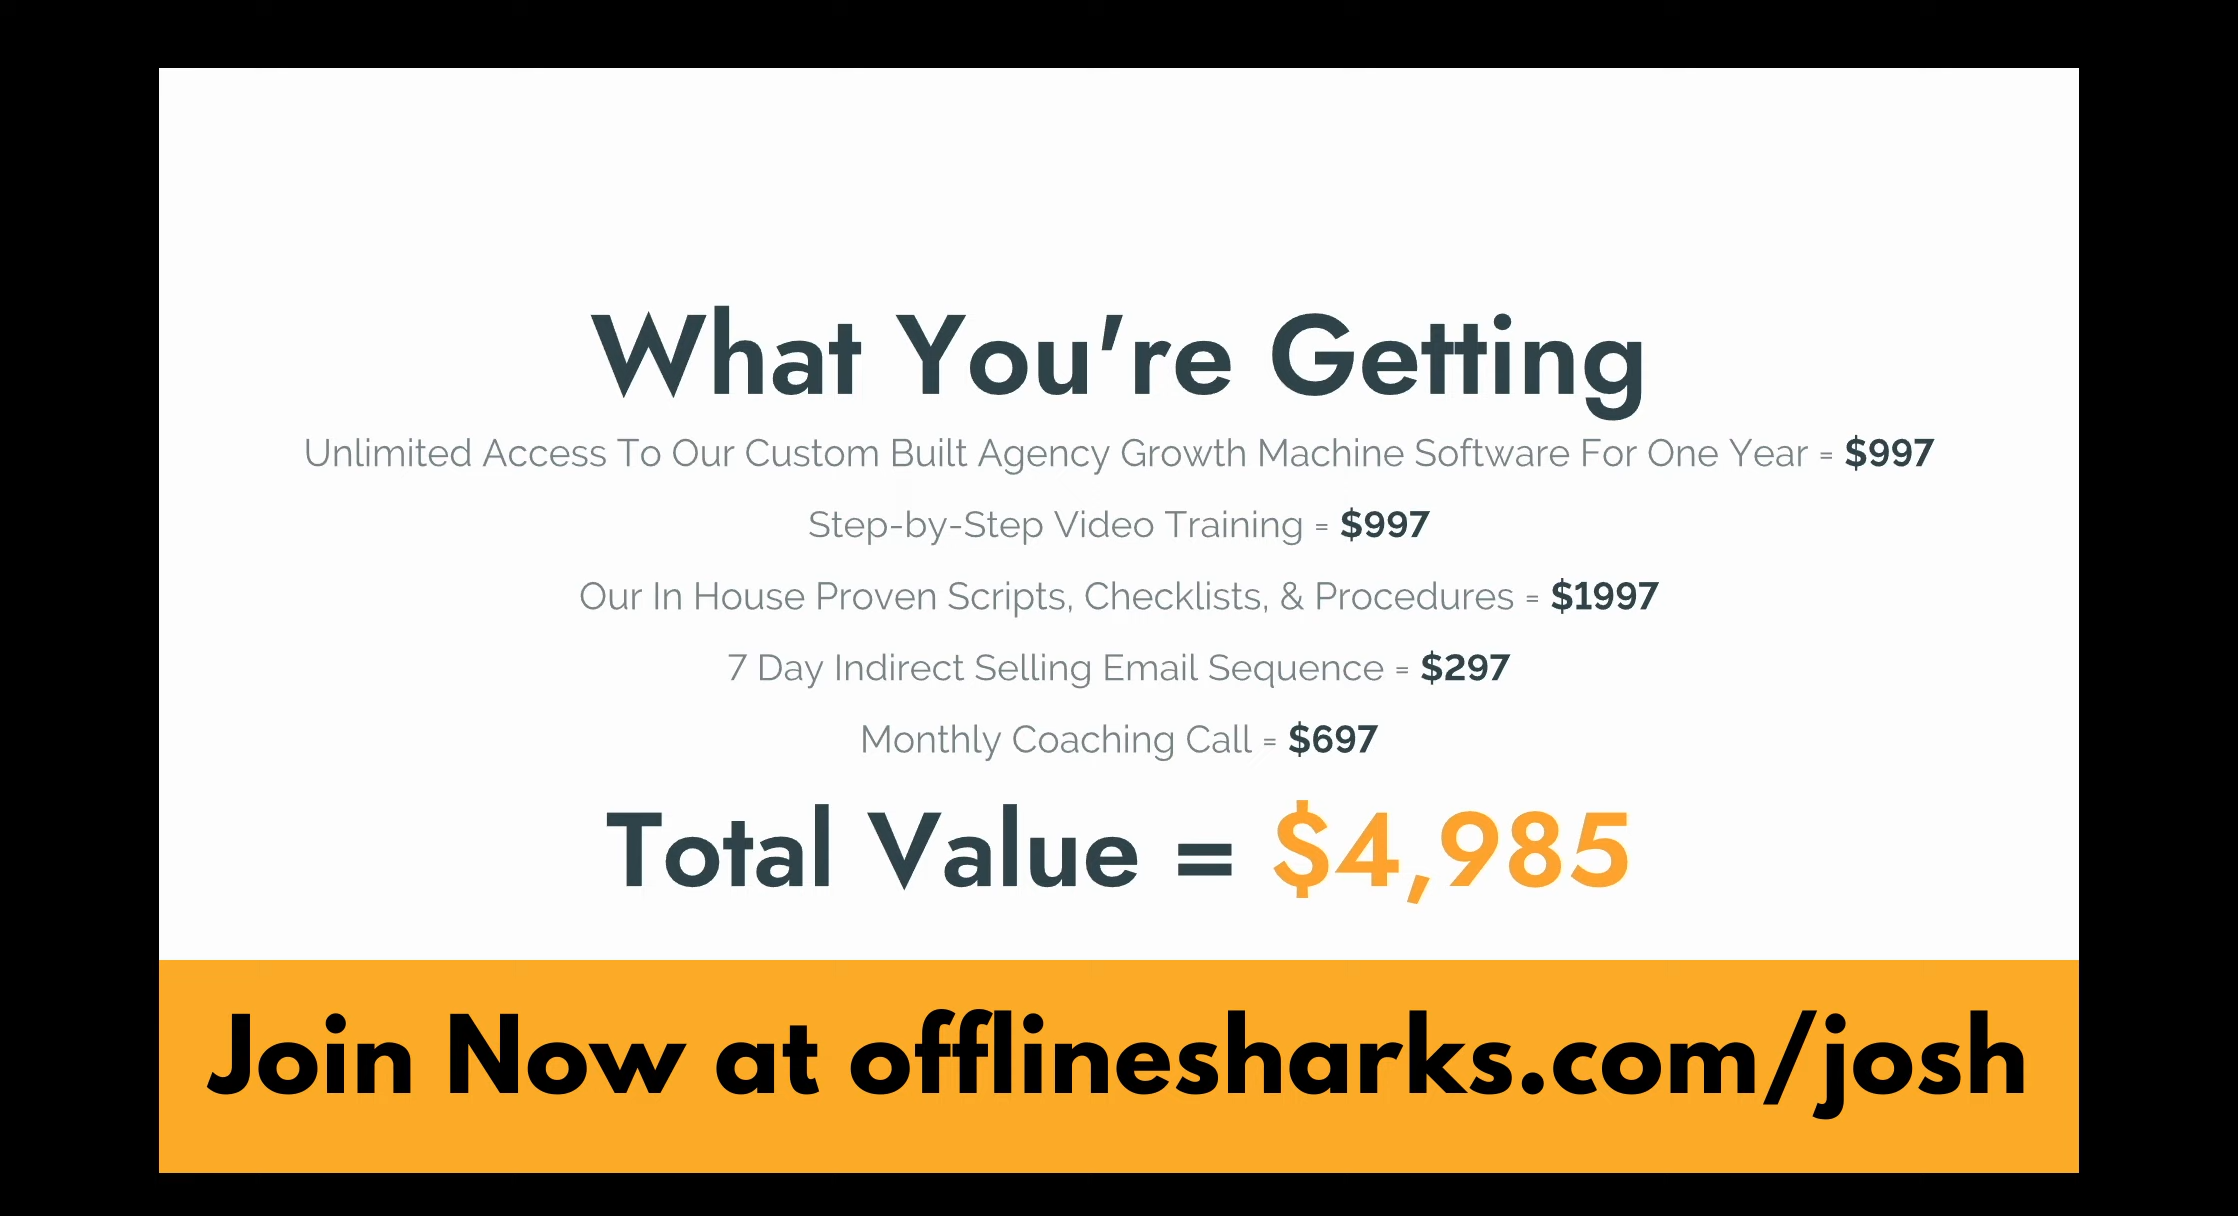 What You're Getting
Unlimited Access To Our Custom Built Agency Growth Machine Software For One Year = $997
Step-by-Step Video Training = $997
Our In House Proven Scripts, Checklists, & Procedures = $1997
7 Day Indirect Selling Email Sequence = $297
Monthly Coaching Call = $697
Total Value = $4,985
Join Now at offlinesharks.com/josh